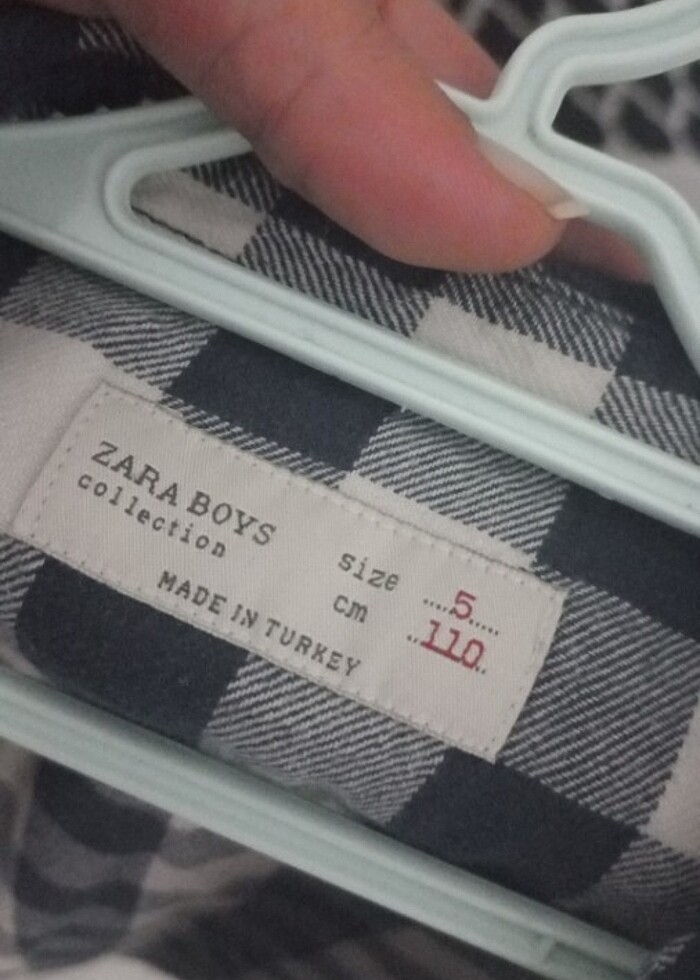 ZARA BOYS
collection
size .....5.....
cm ..110..
MADE IN TURKEY